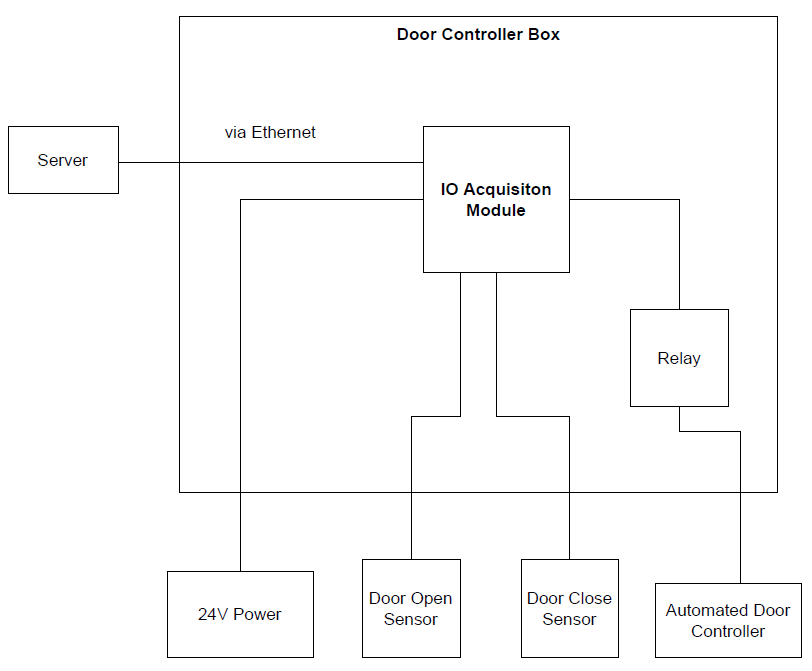 Door Controller Box
via Ethernet
Server
IO Acquisiton
Module
Relay
24V Power
Door Open
Sensor
Door Close
Sensor
Automated Door
Controller